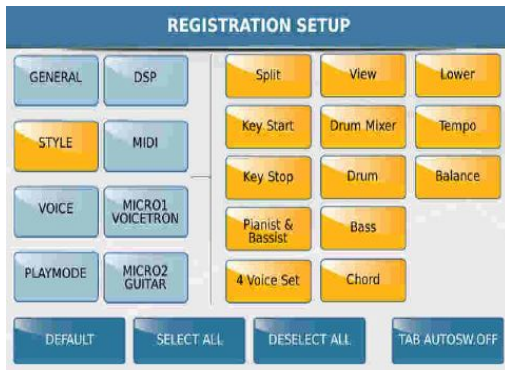 REGISTRATION SETUP
GENERAL
DSP
STYLE
MIDI
VOICE
MICRO1
VOICETRON
PLAYMODE
MICRO2
GUITAR
Split
View
Lower
Key Start
Drum Mixer
Tempo
Key Stop
Drum
Balance
Pianist &
Bassist
Bass
4 Voice Set
Chord
DEFAULT
SELECT ALL
DESELECT ALL
TAB AUTOSW.OFF